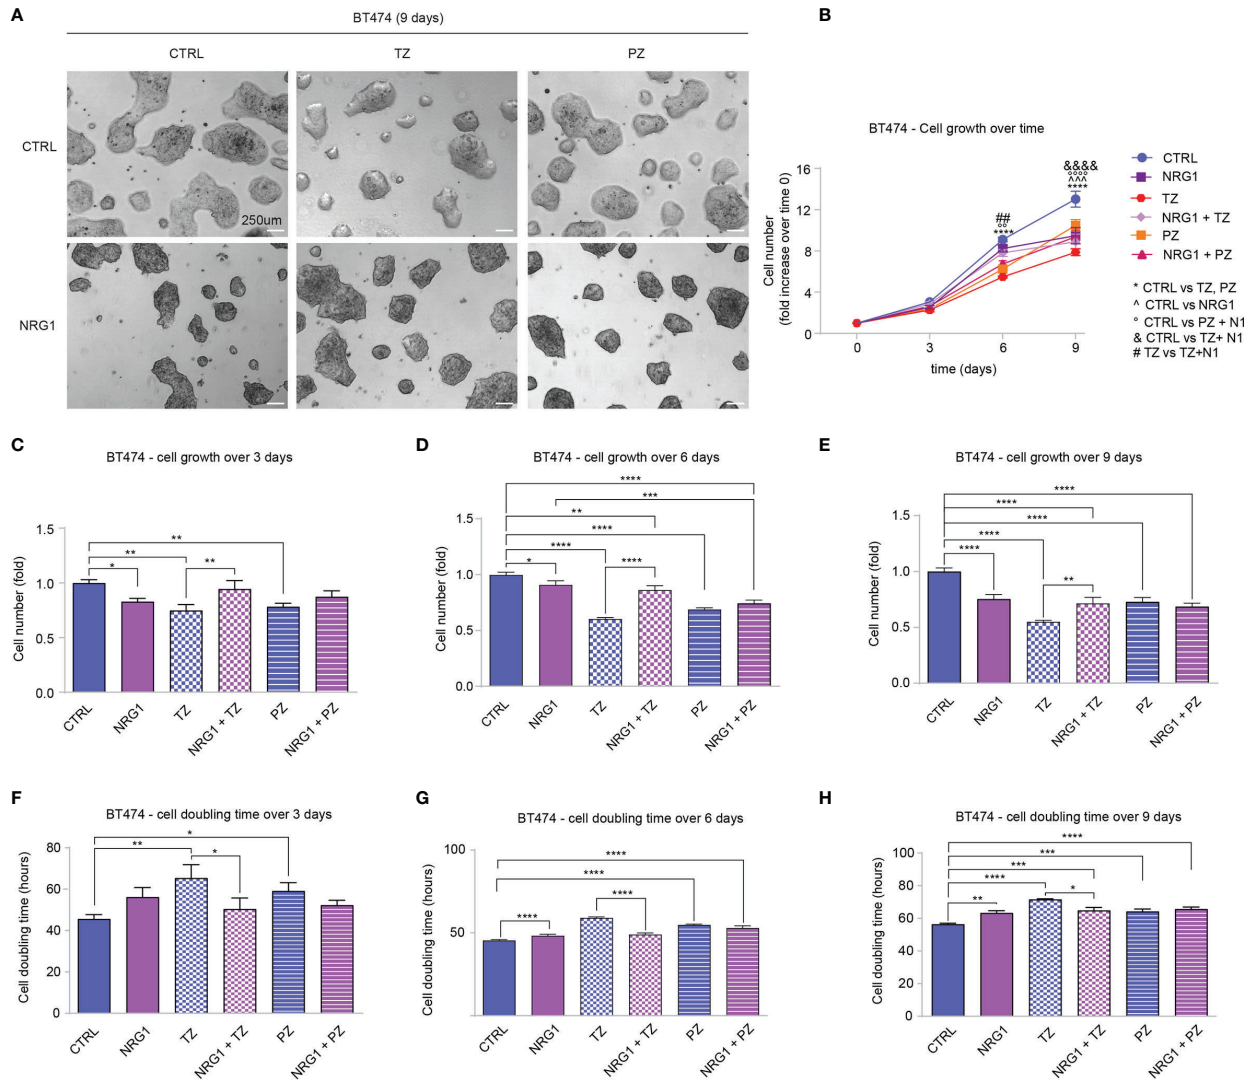 A
BT474 (9 days)
CTRL
TZ
PZ
CTRL
250um
NRG1
B
BT474 - Cell growth over time
Cell number
(fold increase over time 0)
16
12
8
4
0
0
3
6
9
time (days)
##
°°
****
&&&&
°°°°
^^^
****
CTRL
NRG1
TZ
NRG1 + TZ
PZ
NRG1 + PZ
* CTRL vs TZ, PZ
^ CTRL vs NRG1
° CTRL vs PZ + N1
& CTRL vs TZ+ N1
# TZ vs TZ+N1
C
BT474 - cell growth over 3 days
Cell number (fold)
1.5
1.0
0.5
0.0
**
**
**
*
CTRL
NRG1
TZ
NRG1 + TZ
PZ
NRG1 + PZ
D
BT474 - cell growth over 6 days
Cell number (fold)
1.5
1.0
0.5
0.0
****
***
**
****
****
*
****
CTRL
NRG1
TZ
NRG1 + TZ
PZ
NRG1 + PZ
E
BT474 - cell growth over 9 days
Cell number (fold)
1.5
1.0
0.5
0.0
****
****
****
****
****
**
CTRL
NRG1
TZ
NRG1 + TZ
PZ
NRG1 + PZ
F
BT474 - cell doubling time over 3 days
Cell doubling time (hours)
80
60
40
20
0
*
**
*
CTRL
NRG1
TZ
NRG1 + TZ
PZ
NRG1 + PZ
G
BT474 - cell doubling time over 6 days
Cell doubling time (hours)
100
50
0
****
****
****
****
CTRL
NRG1
TZ
NRG1 + TZ
PZ
NRG1 + PZ
H
BT474 - cell doubling time over 9 days
Cell doubling time (hours)
100
80
60
40
20
0
****
***
***
****
*
**
CTRL
NRG1
TZ
NRG1 + TZ
PZ
NRG1 + PZ